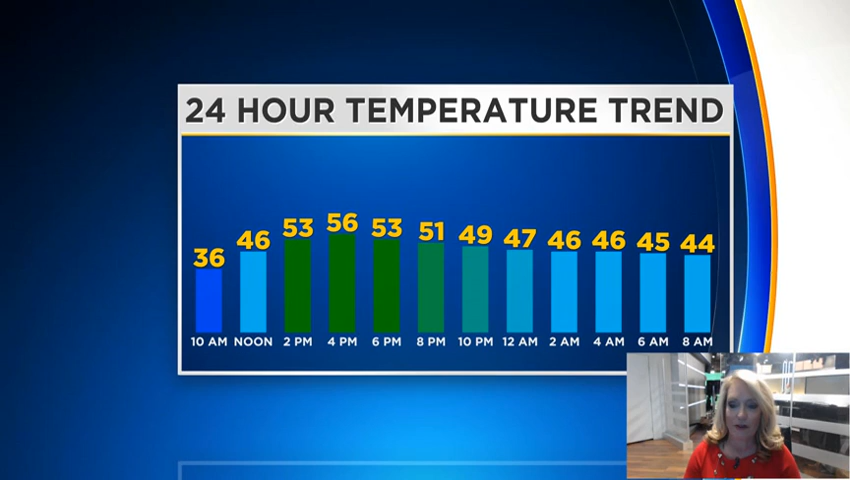 24 HOUR TEMPERATURE TREND
36 46 53 56 53 51 49 47 46 46 45 44
10 AM NOON 2 PM 4 PM 6 PM 8 PM 10 PM 12 AM 2 AM 4 AM 6 AM 8 AM